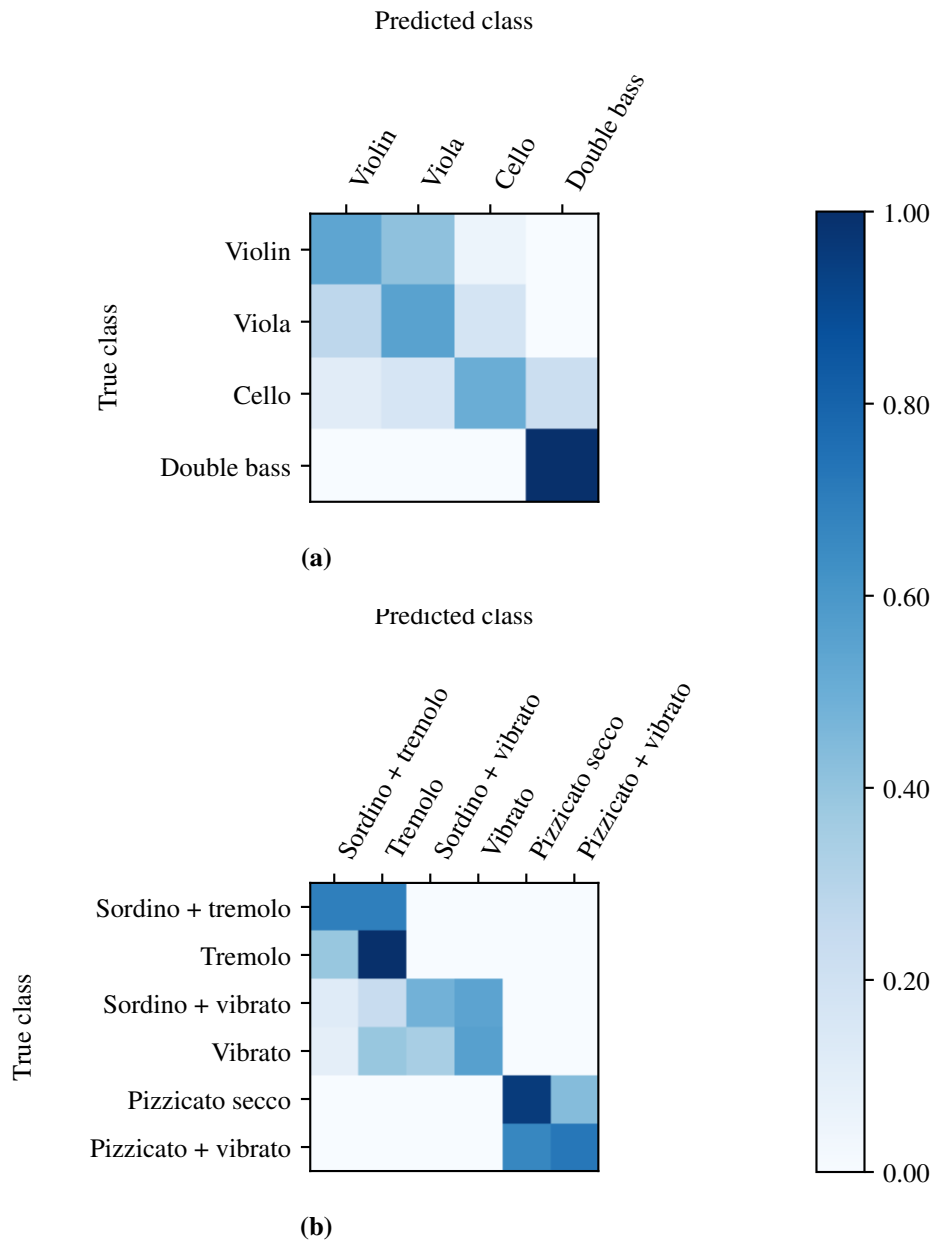 Predicted class
Violin
Viola
Cello
Double bass
True class
Violin
Viola
Cello
Double bass
(a)
Predicted class
Sordino + tremolo
Tremolo
Sordino + vibrato
Vibrato
Pizzicato secco
Pizzicato + vibrato
True class
Sordino + tremolo
Tremolo
Sordino + vibrato
Vibrato
Pizzicato secco
Pizzicato + vibrato
(b)
1.00
0.80
0.60
0.40
0.20
0.00